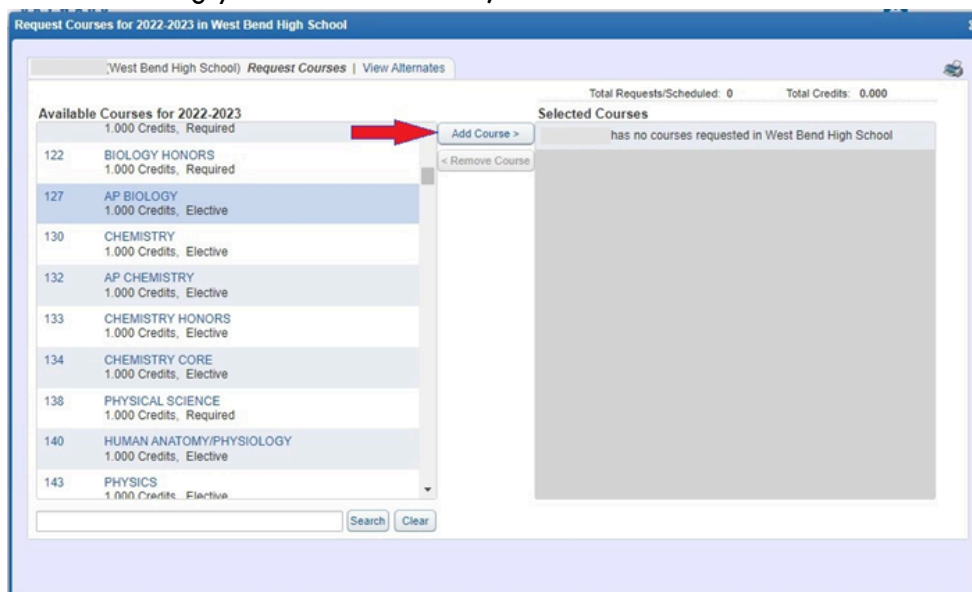 Request Courses for 2022-2023 in West Bend High School
(West Bend High School) Request Courses | View Alternates
Total Requests/Scheduled: 0 Total Credits: 0.000
Available Courses for 2022-2023
Selected Courses
1.000 Credits, Required
Add Course >
has no courses requested in West Bend High School
< Remove Course
122 BIOLOGY HONORS
1.000 Credits, Required
127 AP BIOLOGY
1.000 Credits, Elective
130 CHEMISTRY
1.000 Credits, Elective
132 AP CHEMISTRY
1.000 Credits, Elective
133 CHEMISTRY HONORS
1.000 Credits, Elective
134 CHEMISTRY CORE
1.000 Credits, Elective
138 PHYSICAL SCIENCE
1.000 Credits, Required
140 HUMAN ANATOMY/PHYSIOLOGY
1.000 Credits, Elective
143 PHYSICS
1.000 Credits, Elective
Search Clear